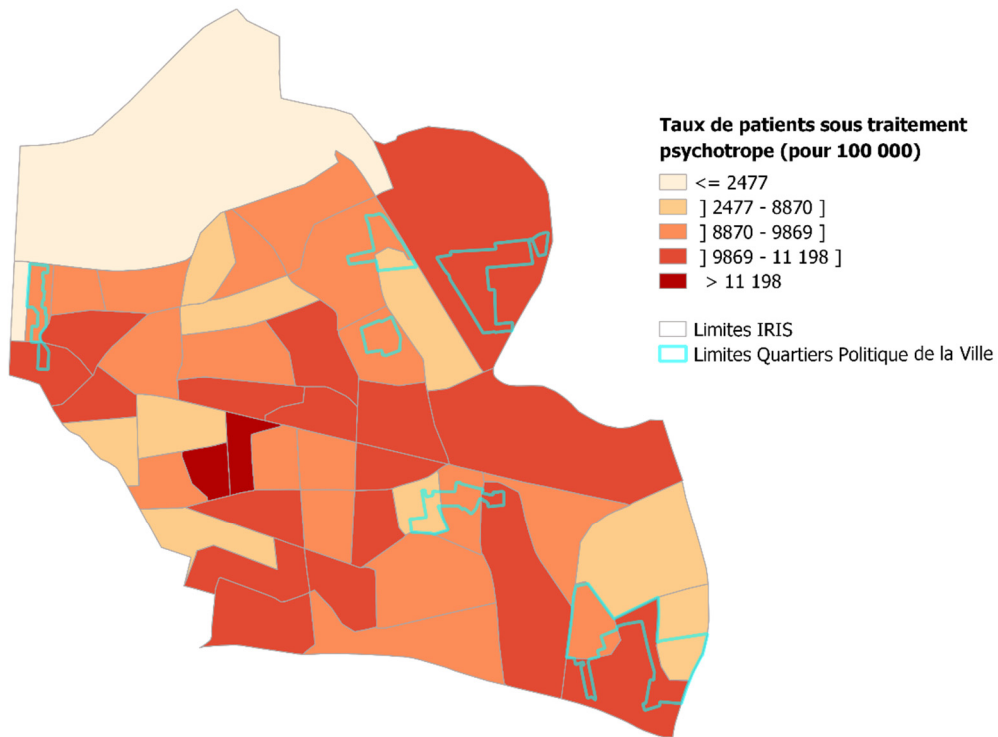 Taux de patients sous traitement
psychotrope (pour 100 000)
<= 2477
] 2477 - 8870 ]
] 8870 - 9869 ]
] 9869 - 11 198 ]
> 11 198
Limites IRIS
Limites Quartiers Politique de la Ville